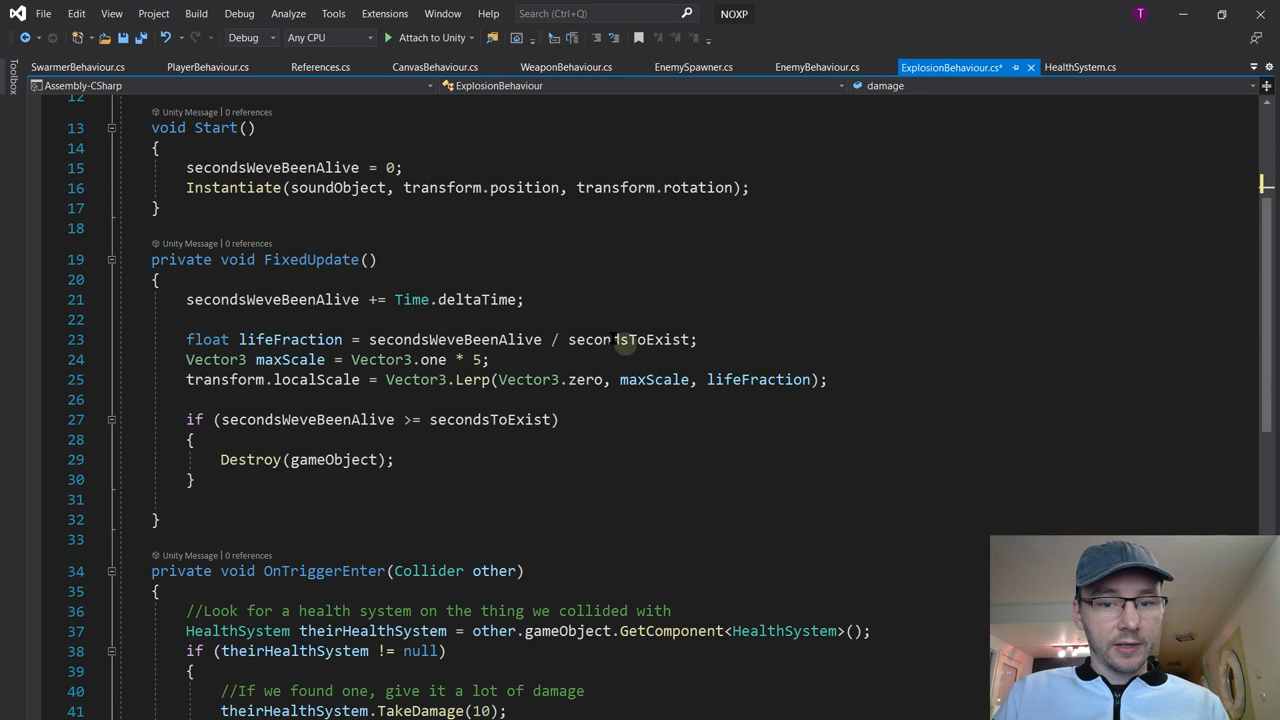 File Edit View Project Build Debug Analyze Tools Extensions Window Help Search (Ctrl+Q) NOXP T
Debug Any CPU Attach to Unity
SwarmerBehaviour.cs PlayerBehaviour.cs References.cs CanvasBehaviour.cs WeaponBehaviour.cs EnemySpawner.cs EnemyBehaviour.cs ExplosionBehaviour.cs* HealthSystem.cs
Toolbox
Assembly-CSharp ExplosionBehaviour damage
12
Unity Message | 0 references
13 void Start()
14 {
15 secondsWeveBeenAlive = 0;
16 Instantiate(soundObject, transform.position, transform.rotation);
17 }
18
Unity Message | 0 references
19 private void FixedUpdate()
20 {
21 secondsWeveBeenAlive += Time.deltaTime;
22
23 float lifeFraction = secondsWeveBeenAlive / secondsToExist;
24 Vector3 maxScale = Vector3.one * 5;
25 transform.localScale = Vector3.Lerp(Vector3.zero, maxScale, lifeFraction);
26
27 if (secondsWeveBeenAlive >= secondsToExist)
28 {
29 Destroy(gameObject);
30 }
31
32 }
33
Unity Message | 0 references
34 private void OnTriggerEnter(Collider other)
35 {
36 //Look for a health system on the thing we collided with
37 HealthSystem theirHealthSystem = other.gameObject.GetComponent<HealthSystem>();
38 if (theirHealthSystem != null)
39 {
40 //If we found one, give it a lot of damage
41 theirHealthSystem.TakeDamage(10);